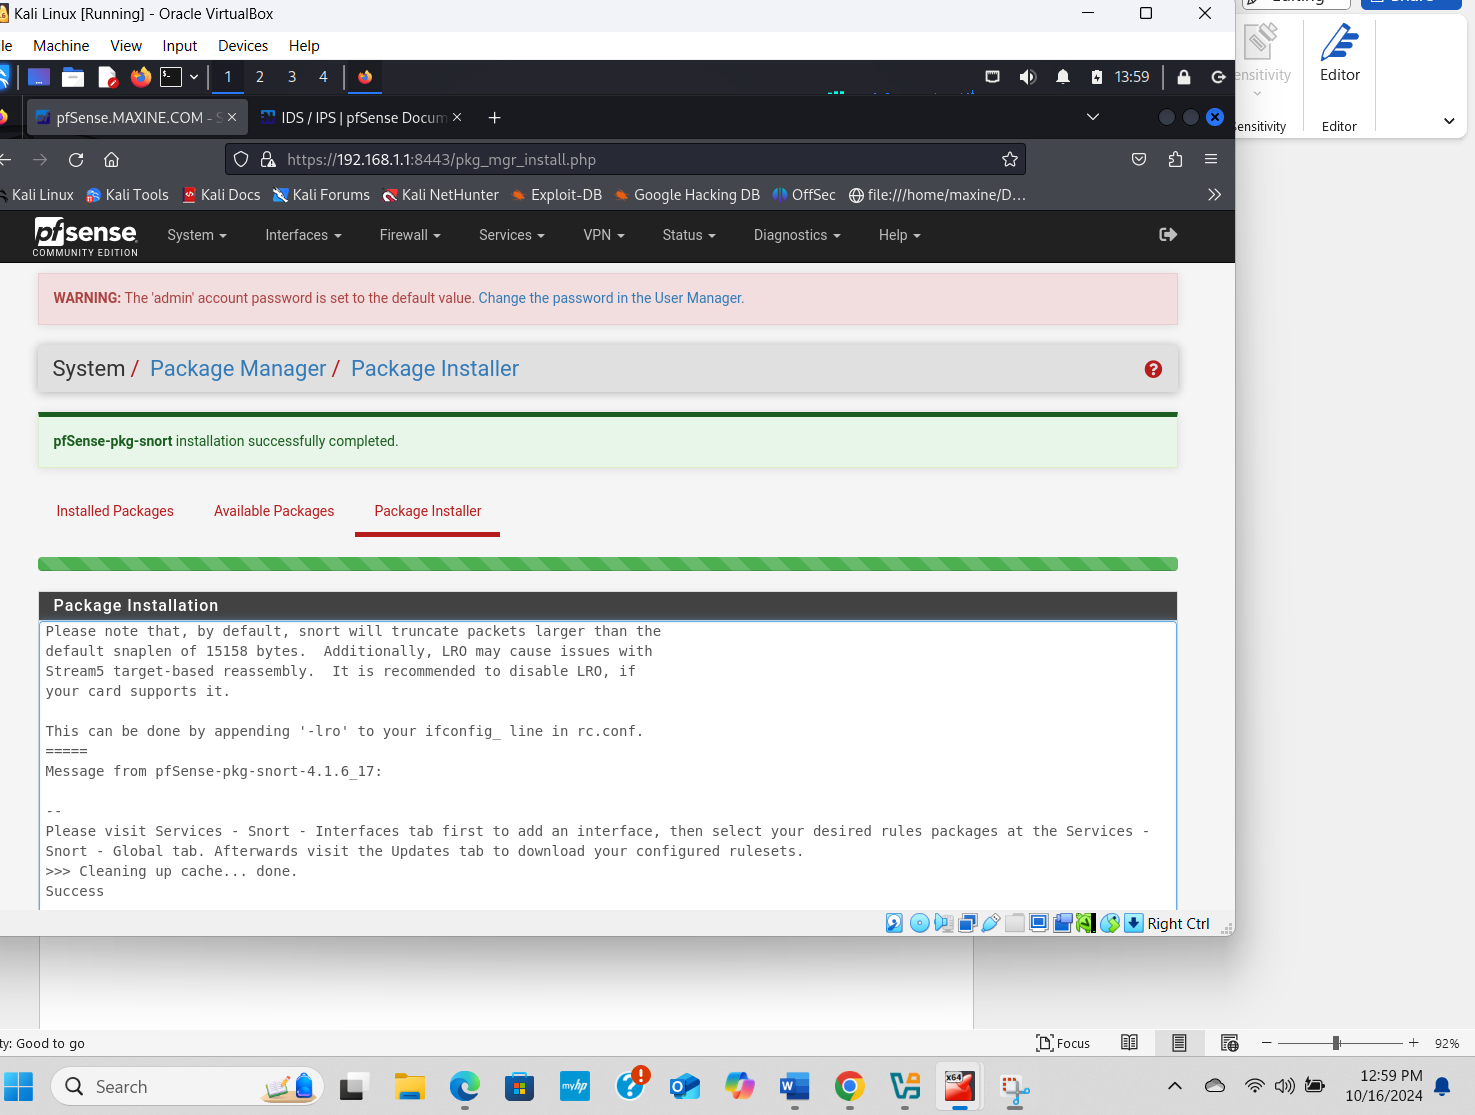 Kali Linux [Running] - Oracle VirtualBox
le Machine View Input Devices Help
1 2 3 4 13:59
pfSense.MAXINE.COM - S × IDS / IPS | pfSense Docum × +
https://192.168.1.1:8443/pkg_mgr_install.php
Kali Linux Kali Tools Kali Docs Kali Forums Kali NetHunter Exploit-DB Google Hacking DB OffSec file:///home/maxine/D...
pfsense
COMMUNITY EDITION
System Interfaces Firewall Services VPN Status Diagnostics Help
WARNING: The 'admin' account password is set to the default value. Change the password in the User Manager.
System / Package Manager / Package Installer
pfSense-pkg-snort installation successfully completed.
Installed Packages Available Packages Package Installer
Package Installation
Please note that, by default, snort will truncate packets larger than the
default snaplen of 15158 bytes.  Additionally, LRO may cause issues with
Stream5 target-based reassembly.  It is recommended to disable LRO, if
your card supports it.
This can be done by appending '-lro' to your ifconfig_ line in rc.conf.
=====
Message from pfSense-pkg-snort-4.1.6_17:
--
Please visit Services - Snort - Interfaces tab first to add an interface, then select your desired rules packages at the Services -
Snort - Global tab. Afterwards visit the Updates tab to download your configured rulesets.
>>> Cleaning up cache... done.
Success
Right Ctrl
ensitivity
Editor
ensitivity
Editor
ty: Good to go
Focus
92%
Search
myhp
x64
12:59 PM
10/16/2024